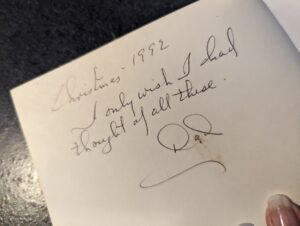 Christmas 1992
I only wish I had
thought of all these.
Dad